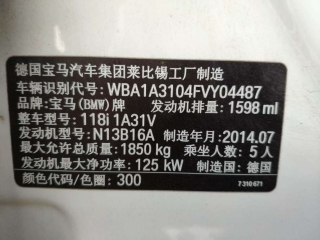 德国宝马汽车集团莱比锡工厂制造
车辆识别代号: WBA1A3104FVY04487
品牌: 宝马(BMW)牌 发动机排量: 1598 ml
整车型号: 118i 1A31V
发动机型号: N13B16A 制造年月: 2014.07
最大允许总质量: 1850 kg 乘坐人数: 5 人
发动机最大净功率: 125 kW 制造国: 德国
颜色代码/色圈: 300
7 310 671